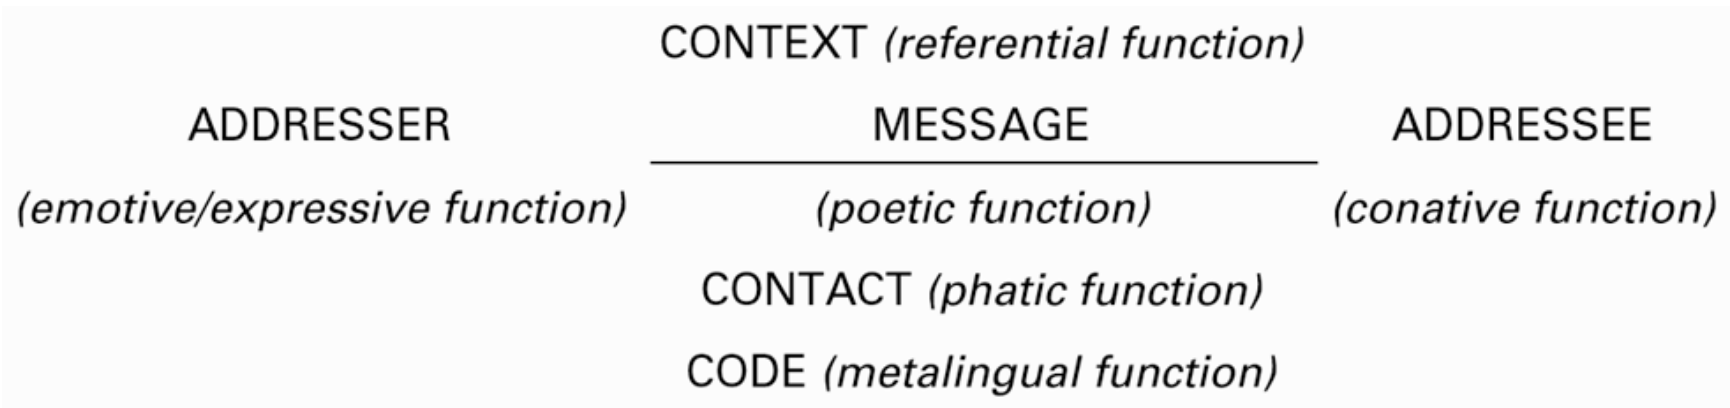 CONTEXT (referential function)
ADDRESSER MESSAGE ADDRESSEE
(emotive/expressive function) (poetic function) (conative function)
CONTACT (phatic function)
CODE (metalingual function)